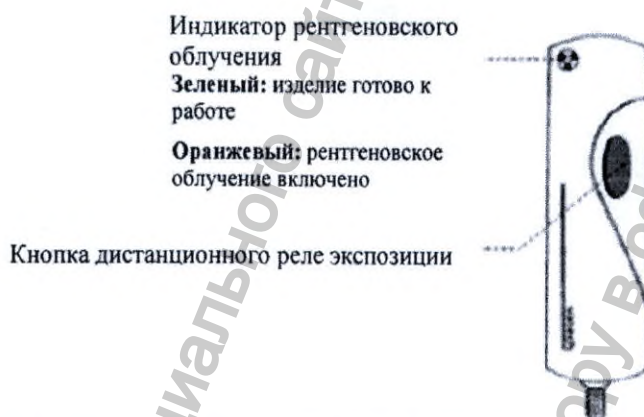 Индикатор рентгеновского
облучения
Зеленый: изделие готово к
работе
Оранжевый: рентгеновское
облучение включено
Кнопка дистанционного реле экспозиции